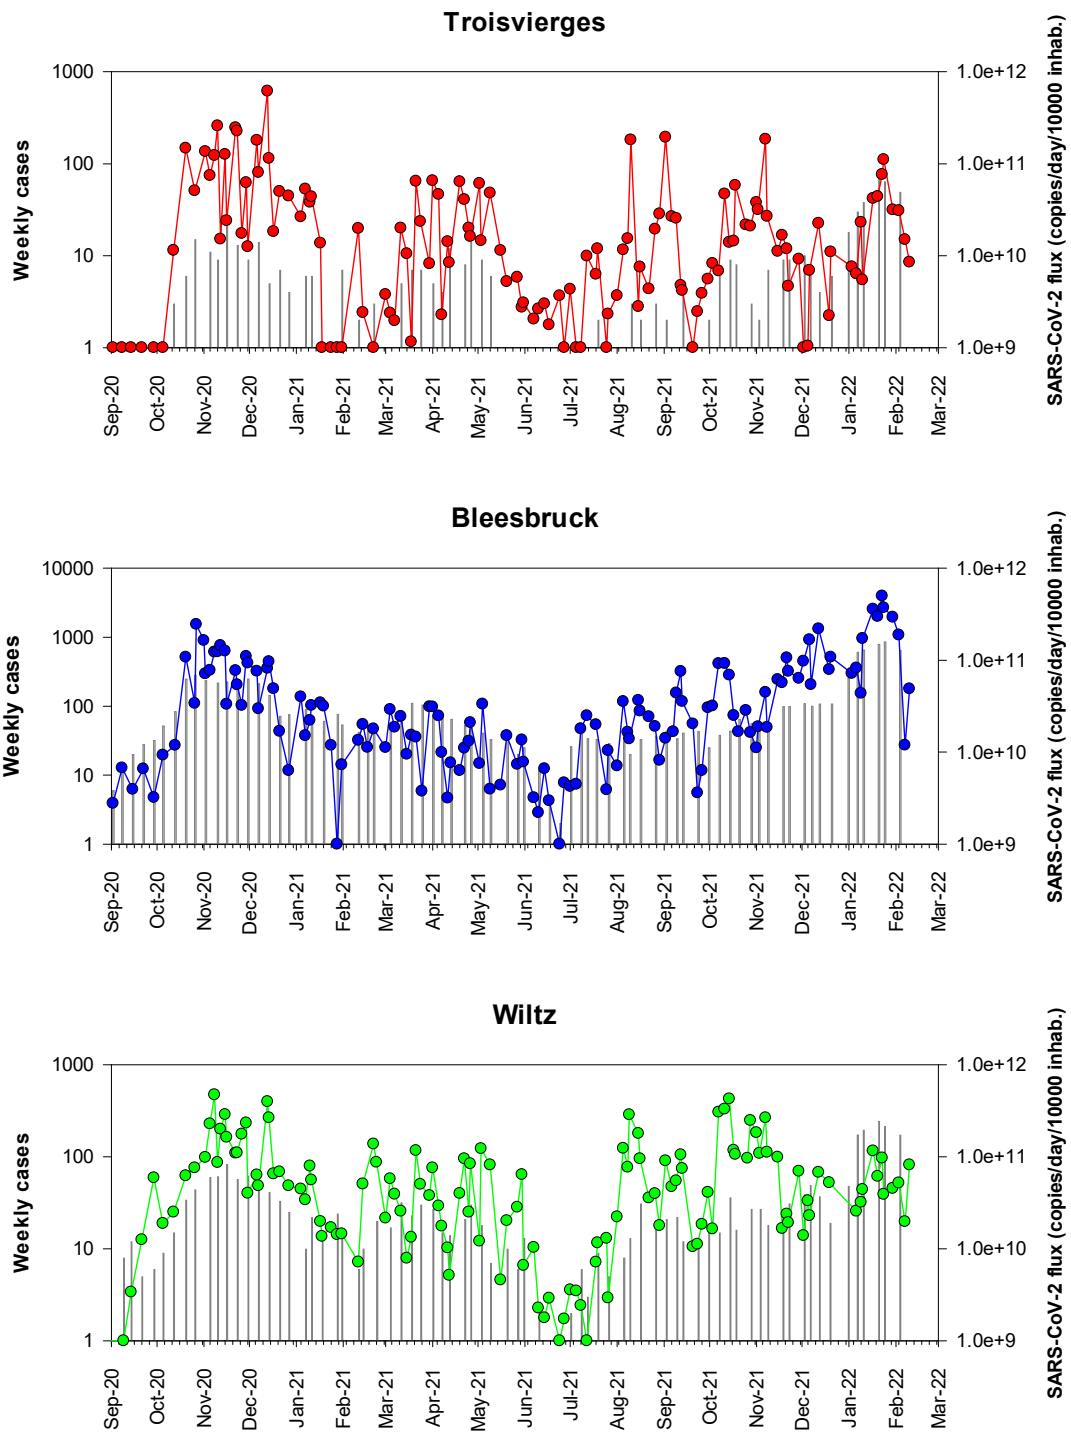 Troisvierges
Weekly cases
1000
100
10
1
1.0e+12
1.0e+11
1.0e+10
1.0e+9
SARS-CoV-2 flux (copies/day/10000 inhab.)
Sep-20
Oct-20
Nov-20
Dec-20
Jan-21
Feb-21
Mar-21
Apr-21
May-21
Jun-21
Jul-21
Aug-21
Sep-21
Oct-21
Nov-21
Dec-21
Jan-22
Feb-22
Mar-22
Bleesbruck
Weekly cases
10000
1000
100
10
1
1.0e+12
1.0e+11
1.0e+10
1.0e+9
SARS-CoV-2 flux (copies/day/10000 inhab.)
Sep-20
Oct-20
Nov-20
Dec-20
Jan-21
Feb-21
Mar-21
Apr-21
May-21
Jun-21
Jul-21
Aug-21
Sep-21
Oct-21
Nov-21
Dec-21
Jan-22
Feb-22
Mar-22
Wiltz
Weekly cases
1000
100
10
1
1.0e+12
1.0e+11
1.0e+10
1.0e+9
SARS-CoV-2 flux (copies/day/10000 inhab.)
Sep-20
Oct-20
Nov-20
Dec-20
Jan-21
Feb-21
Mar-21
Apr-21
May-21
Jun-21
Jul-21
Aug-21
Sep-21
Oct-21
Nov-21
Dec-21
Jan-22
Feb-22
Mar-22